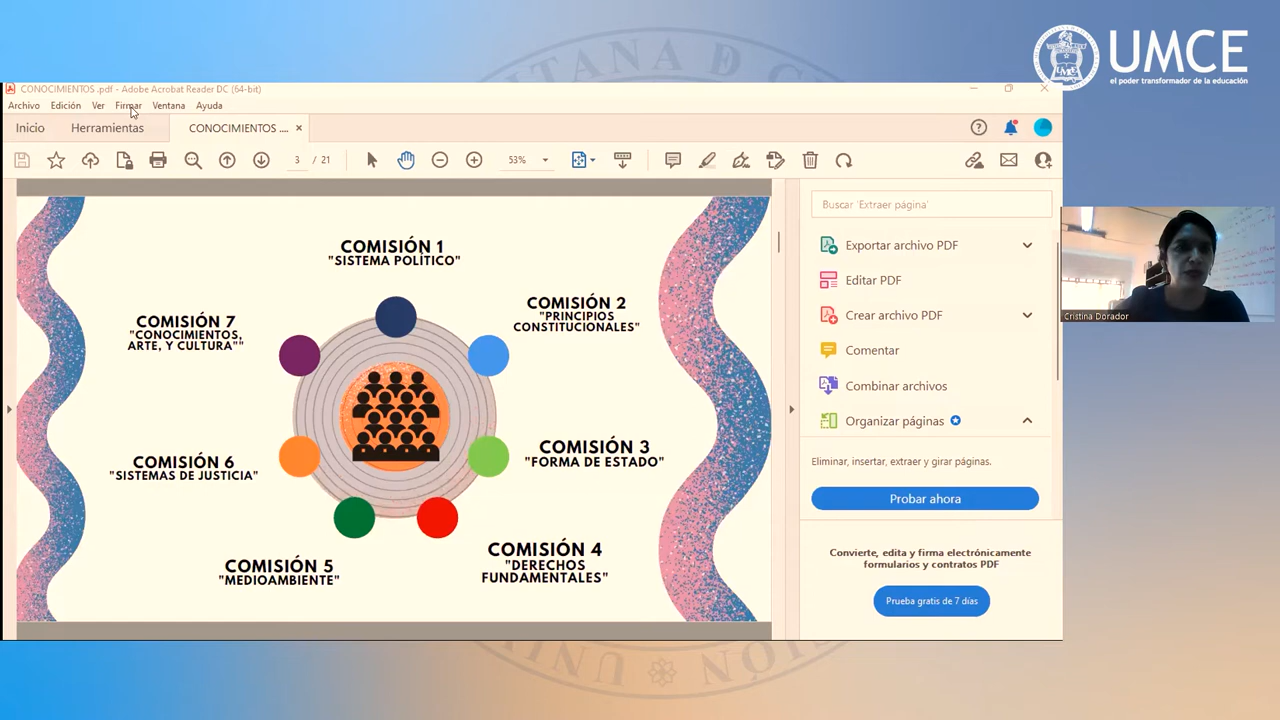 UMCE
el poder transformador de la educación
CONOCIMIENTOS .pdf - Adobe Acrobat Reader DC (64-bit)
Archivo Edición Ver Firmar Ventana Ayuda
Inicio Herramientas CONOCIMIENTOS .... ×
3 / 21 53%
COMISIÓN 1
"SISTEMA POLÍTICO"
COMISIÓN 2
"PRINCIPIOS
CONSTITUCIONALES"
COMISIÓN 7
"CONOCIMIENTOS,
ARTE, Y CULTURA""
COMISIÓN 3
"FORMA DE ESTADO"
COMISIÓN 6
"SISTEMAS DE JUSTICIA"
COMISIÓN 4
"DERECHOS
FUNDAMENTALES"
COMISIÓN 5
"MEDIOAMBIENTE"
Buscar 'Extraer página'
Exportar archivo PDF
Editar PDF
Crear archivo PDF
Comentar
Combinar archivos
Organizar páginas
Eliminar, insertar, extraer y girar páginas.
Probar ahora
Convierte, edita y firma electrónicamente
formularios y contratos PDF
Prueba gratis de 7 días
Cristina Dorador